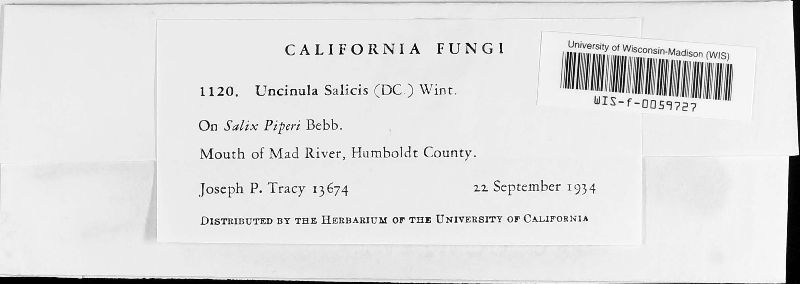 CALIFORNIA FUNGI
1120. Uncinula Salicis (DC.) Wint.
On Salix Piperi Bebb.
Mouth of Mad River, Humboldt County.
Joseph P. Tracy 13674 22 September 1934
DISTRIBUTED BY THE HERBARIUM OF THE UNIVERSITY OF CALIFORNIA
University of Wisconsin-Madison (WIS)
WIS-f-0059727